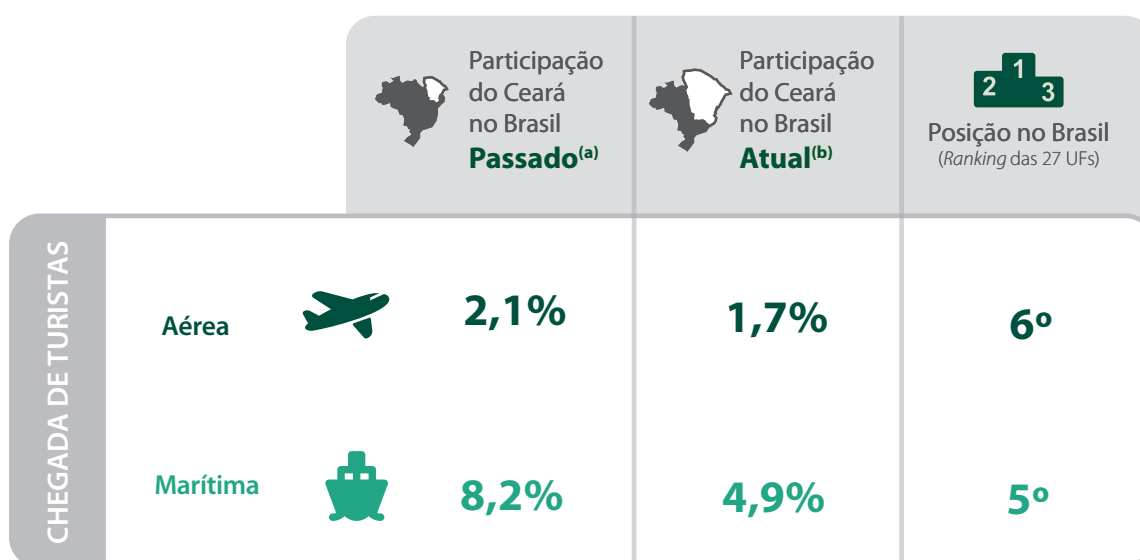 Participação
do Ceará
no Brasil
Passado(a)
Participação
do Ceará
no Brasil
Atual(b)
2 1 3
Posição no Brasil
(Ranking das 27 UFs)
CHEGADA DE TURISTAS
Aérea
2,1%
1,7%
6º
Marítima
8,2%
4,9%
5º